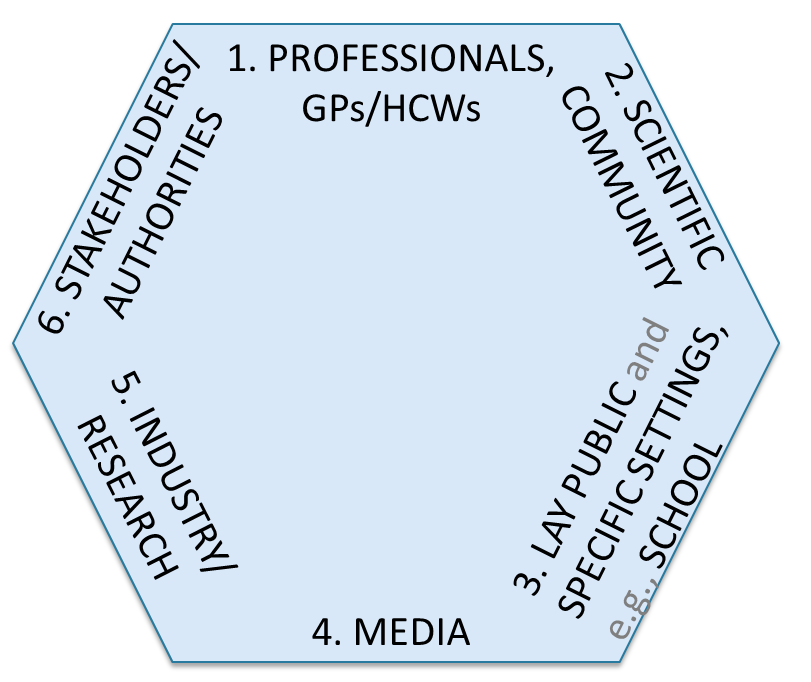 1. PROFESSIONALS,
GPs/HCWs
2. SCIENTIFIC
COMMUNITY
3. LAY PUBLIC and
SPECIFIC SETTINGS,
e.g., SCHOOL
4. MEDIA
5. INDUSTRY/
RESEARCH
6. STAKEHOLDERS/
AUTHORITIES